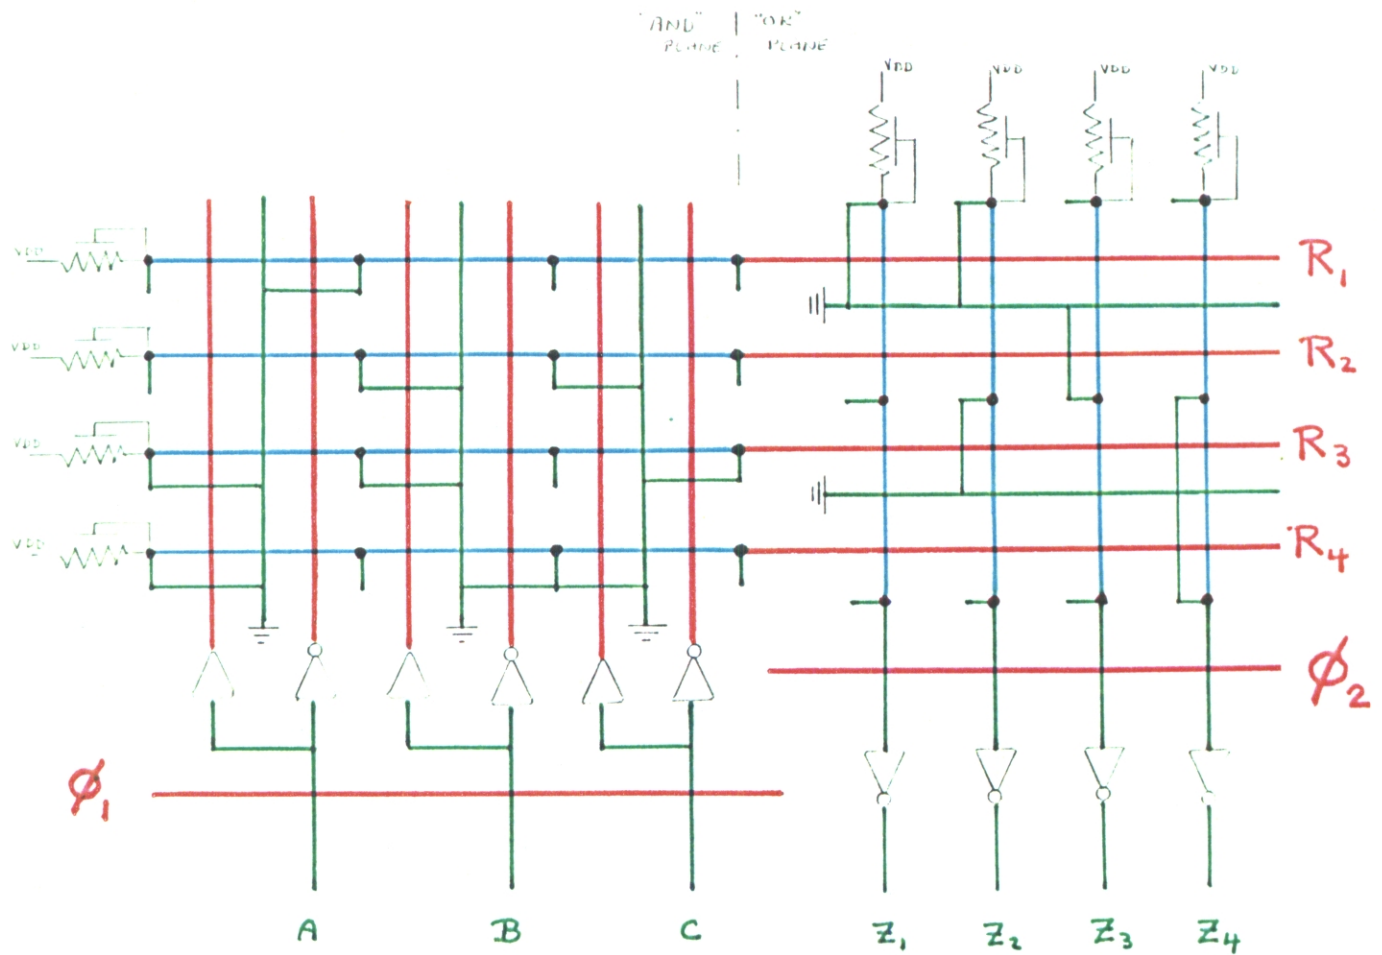 "AND" "OR"
PLANE PLANE
VDD VDD VDD VDD
VDD
R1
VDD
R2
VDD
R3
VDD
R4
φ2
φ1
A B C Z1 Z2 Z3 Z4